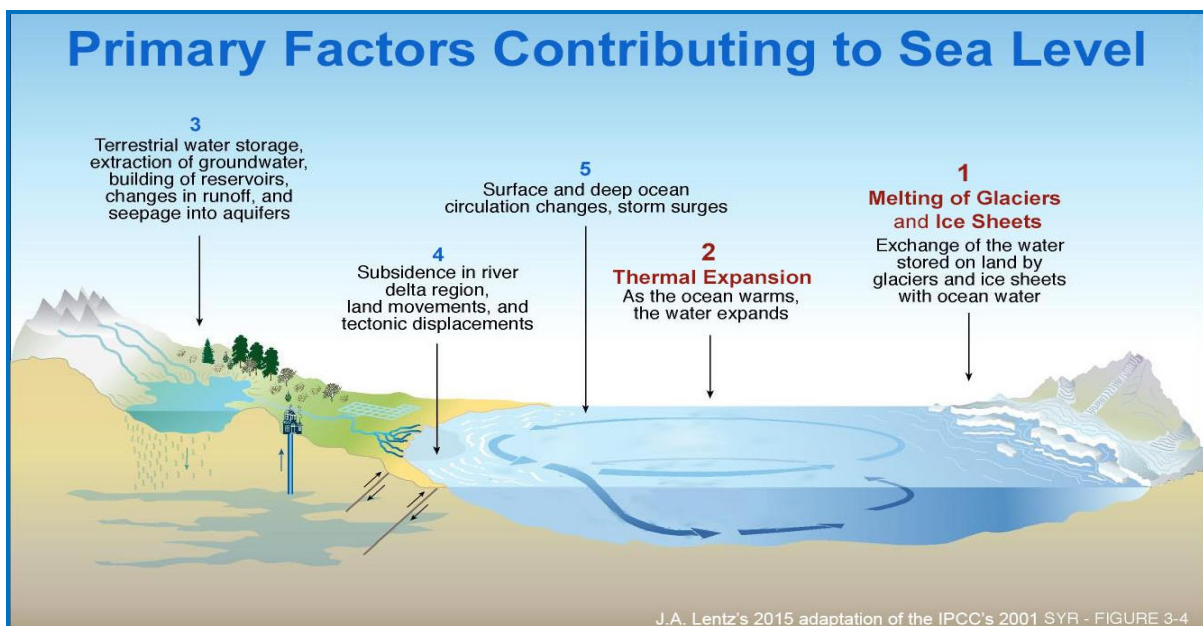 Primary Factors Contributing to Sea Level
3
Terrestrial water storage,
extraction of groundwater,
building of reservoirs,
changes in runoff, and
seepage into aquifers
4
Subsidence in river
delta region,
land movements, and
tectonic displacements
5
Surface and deep ocean
circulation changes, storm surges
2
Thermal Expansion
As the ocean warms,
the water expands
1
Melting of Glaciers
and Ice Sheets
Exchange of the water
stored on land by
glaciers and ice sheets
with ocean water
J.A. Lentz's 2015 adaptation of the IPCC's 2001 SYR - FIGURE 3-4